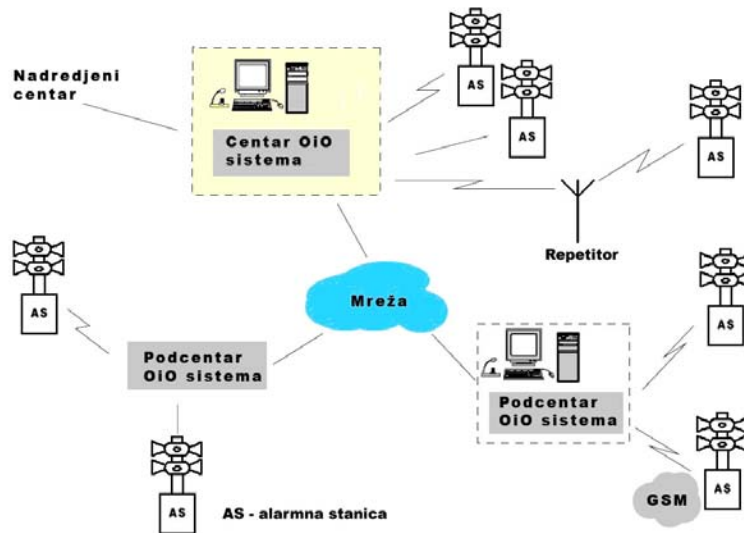 Nadredjeni
centar
Centar OiO
sistema
AS
AS
AS
Repetitor
AS
Mreža
AS
Podcentar
OiO sistema
Podcentar
OiO sistema
AS
GSM
AS
AS - alarmna stanica